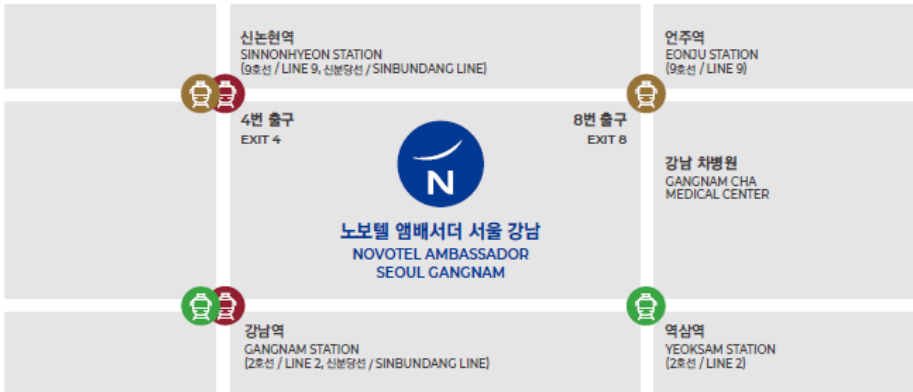 신논현역
SINNONHYEON STATION
(9호선 / LINE 9, 신분당선 / SINBUNDANG LINE)
언주역
EONJU STATION
(9호선 / LINE 9)
4번 출구
EXIT 4
8번 출구
EXIT 8
N
노보텔 앰배서더 서울 강남
NOVOTEL AMBASSADOR
SEOUL GANGNAM
강남 차병원
GANGNAM CHA
MEDICAL CENTER
강남역
GANGNAM STATION
(2호선 / LINE 2, 신분당선 / SINBUNDANG LINE)
역삼역
YEOKSAM STATION
(2호선 / LINE 2)